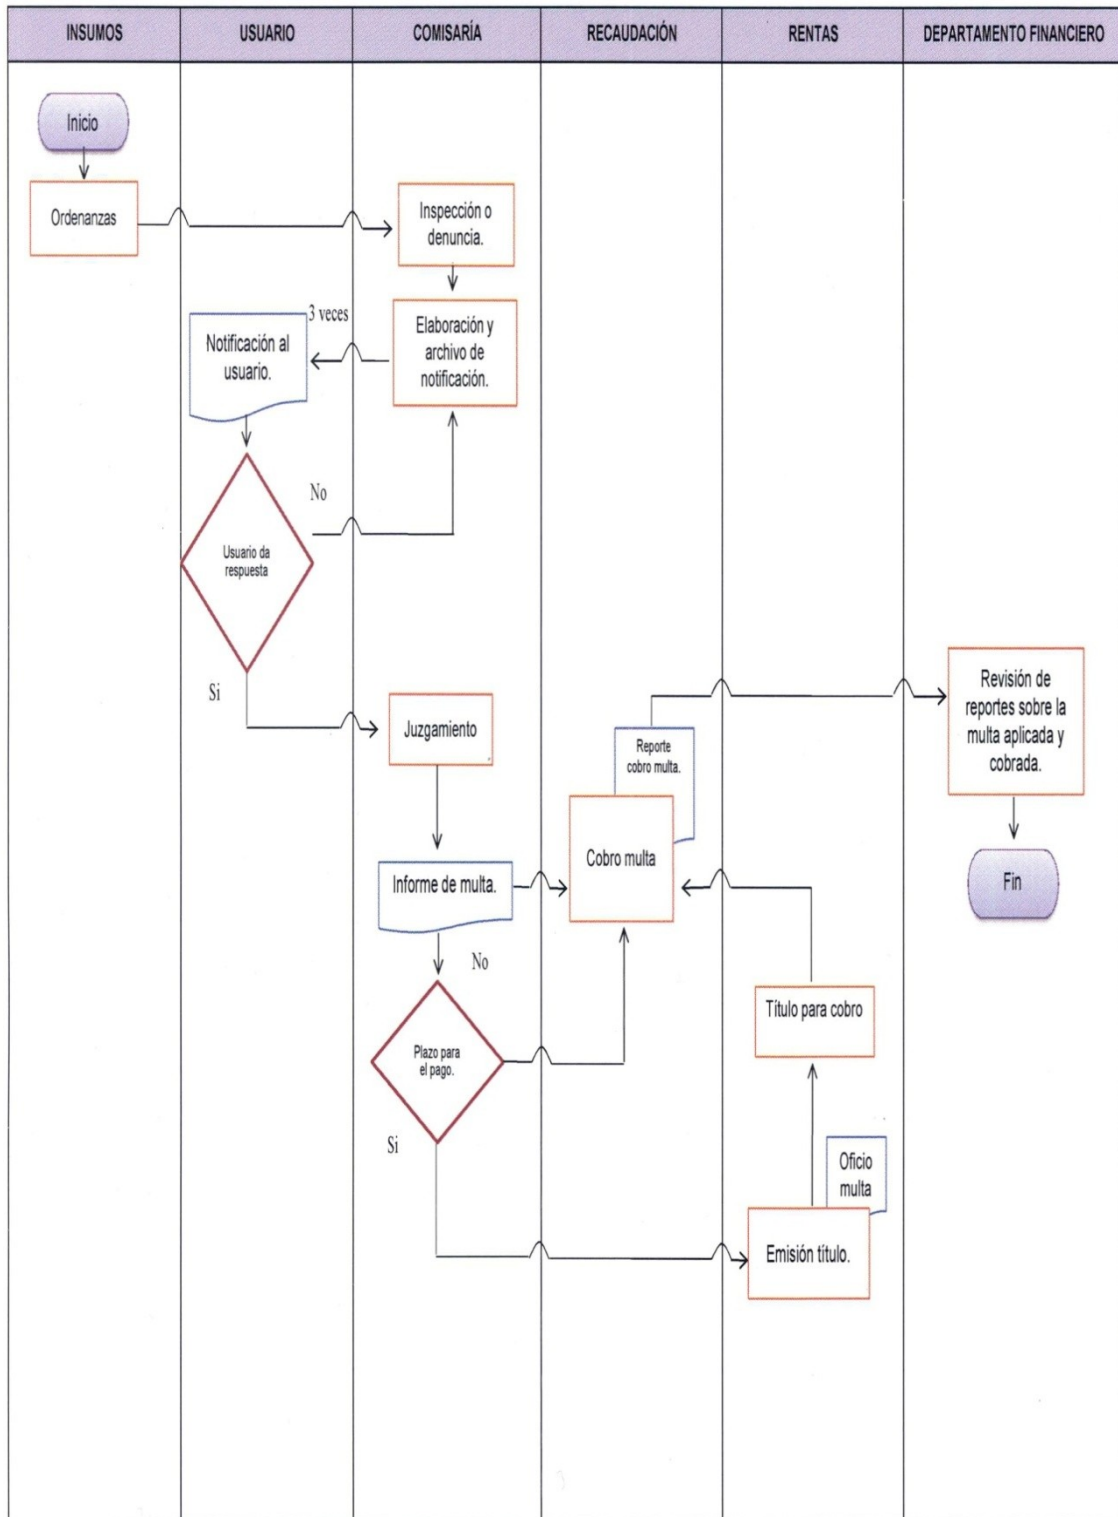 INSUMOS
USUARIO
COMISARÍA
RECAUDACIÓN
RENTAS
DEPARTAMENTO FINANCIERO
Inicio
Ordenanzas
Inspección o
denuncia.
3 veces
Notificación al
usuario.
Elaboración y
archivo de
notificación.
No
Usuario da
respuesta
Si
Juzgamiento
Reporte
cobro multa.
Revisión de
reportes sobre la
multa aplicada y
cobrada.
Informe de multa.
Cobro multa
Fin
No
Plazo para
el pago.
Título para cobro
Si
Oficio
multa
Emisión título.